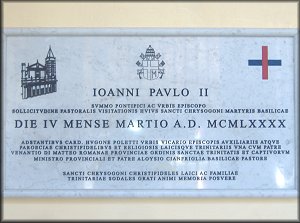 IOANNI PAVLO II
SVMMO PONTIFICI AC VRBIS EPISCOPO
SOLLICITVDINE PASTORALIS VISITATIONIS HVIVS SANCTI CHRYSOGONI MARTYRIS BASILICAE
DIE IV MENSE MARTIO A.D. MCMLXXXX
ADSTANTIBVS CARD. HVGONE POLETTI VRBIS VICARIO EPISCOPIS AVXILIARIIS ATQVE
PAROECIAE CHRISTIFIDELIBVS ET RELIGIOSIS LAICISQVE TRINITARIIS VNA CVM PATRE
VENANTIO DI MATTEO ROMANAE PROVINCIAE ORDINIS SANCTAE TRINITATIS ET CAPTIVORVM
MINISTRO PROVINCIALI ET PATRE ALOYSIO CIANFRIGLIA BASILICAE PASTORE
SANCTI CHRYSOGONI CHRISTIFIDELES LAICI AC FAMILIAE
TRINITARIAE SODALES GRATI ANIMI MEMORIA POSVERE